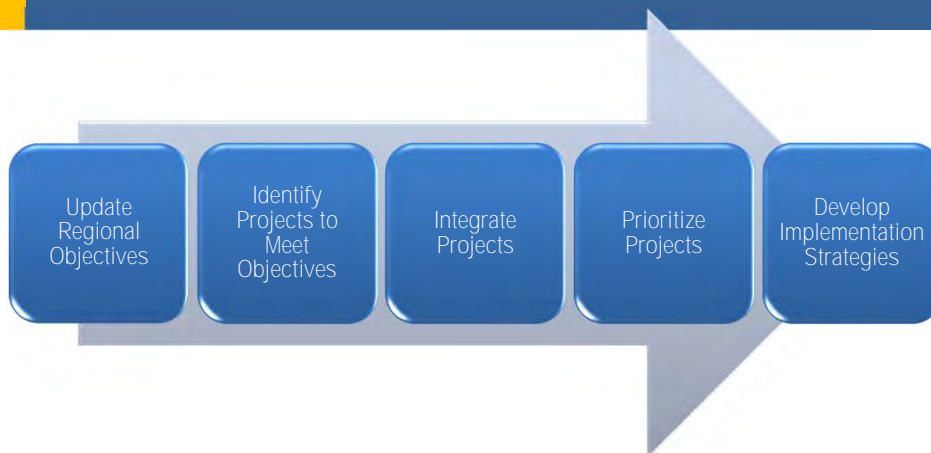 Update
Regional
Objectives
Identify
Projects to
Meet
Objectives
Integrate
Projects
Prioritize
Projects
Develop
Implementation
Strategies